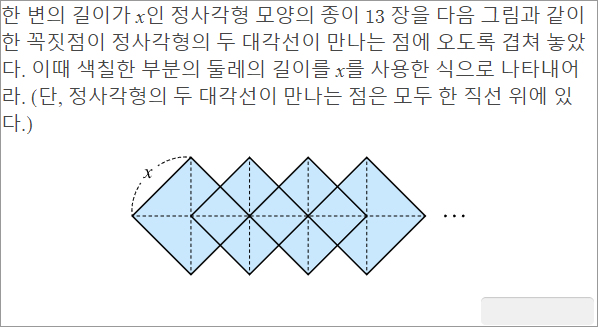 한 변의 길이가 x인 정사각형 모양의 종이 13 장을 다음 그림과 같이
한 꼭짓점이 정사각형의 두 대각선이 만나는 점에 오도록 겹쳐 놓았
다. 이때 색칠한 부분의 둘레의 길이를 x를 사용한 식으로 나타내어
라. (단, 정사각형의 두 대각선이 만나는 점은 모두 한 직선 위에 있
다.)
x
···